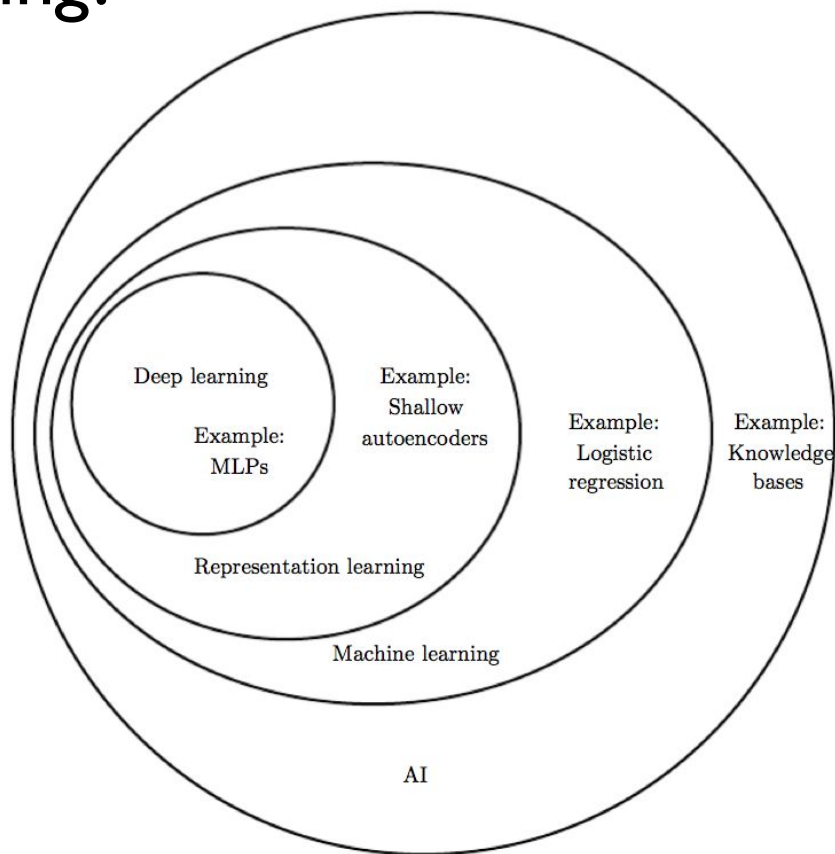 Deep learning
Example:
MLPs
Example:
Shallow
autoencoders
Example:
Logistic
regression
Example:
Knowledge
bases
Representation learning
Machine learning
AI